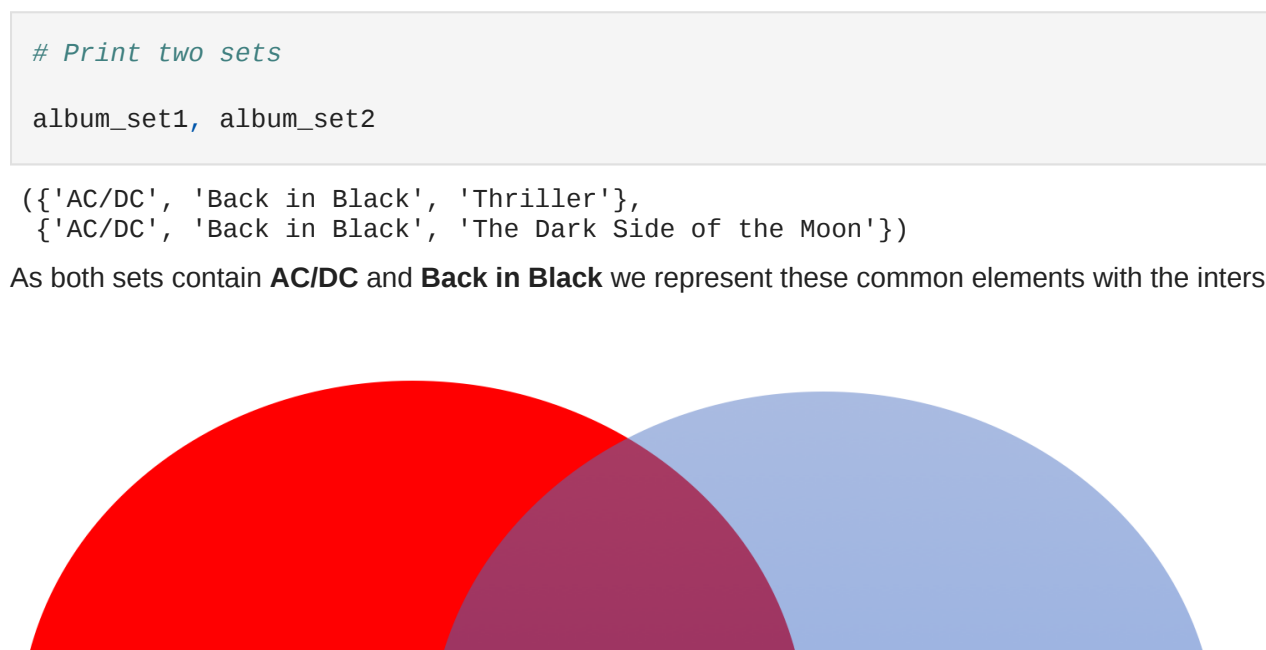 # Print two sets
album_set1, album_set2
({'AC/DC', 'Back in Black', 'Thriller'},
{'AC/DC', 'Back in Black', 'The Dark Side of the Moon'})
As both sets contain AC/DC and Back in Black we represent these common elements with the inters